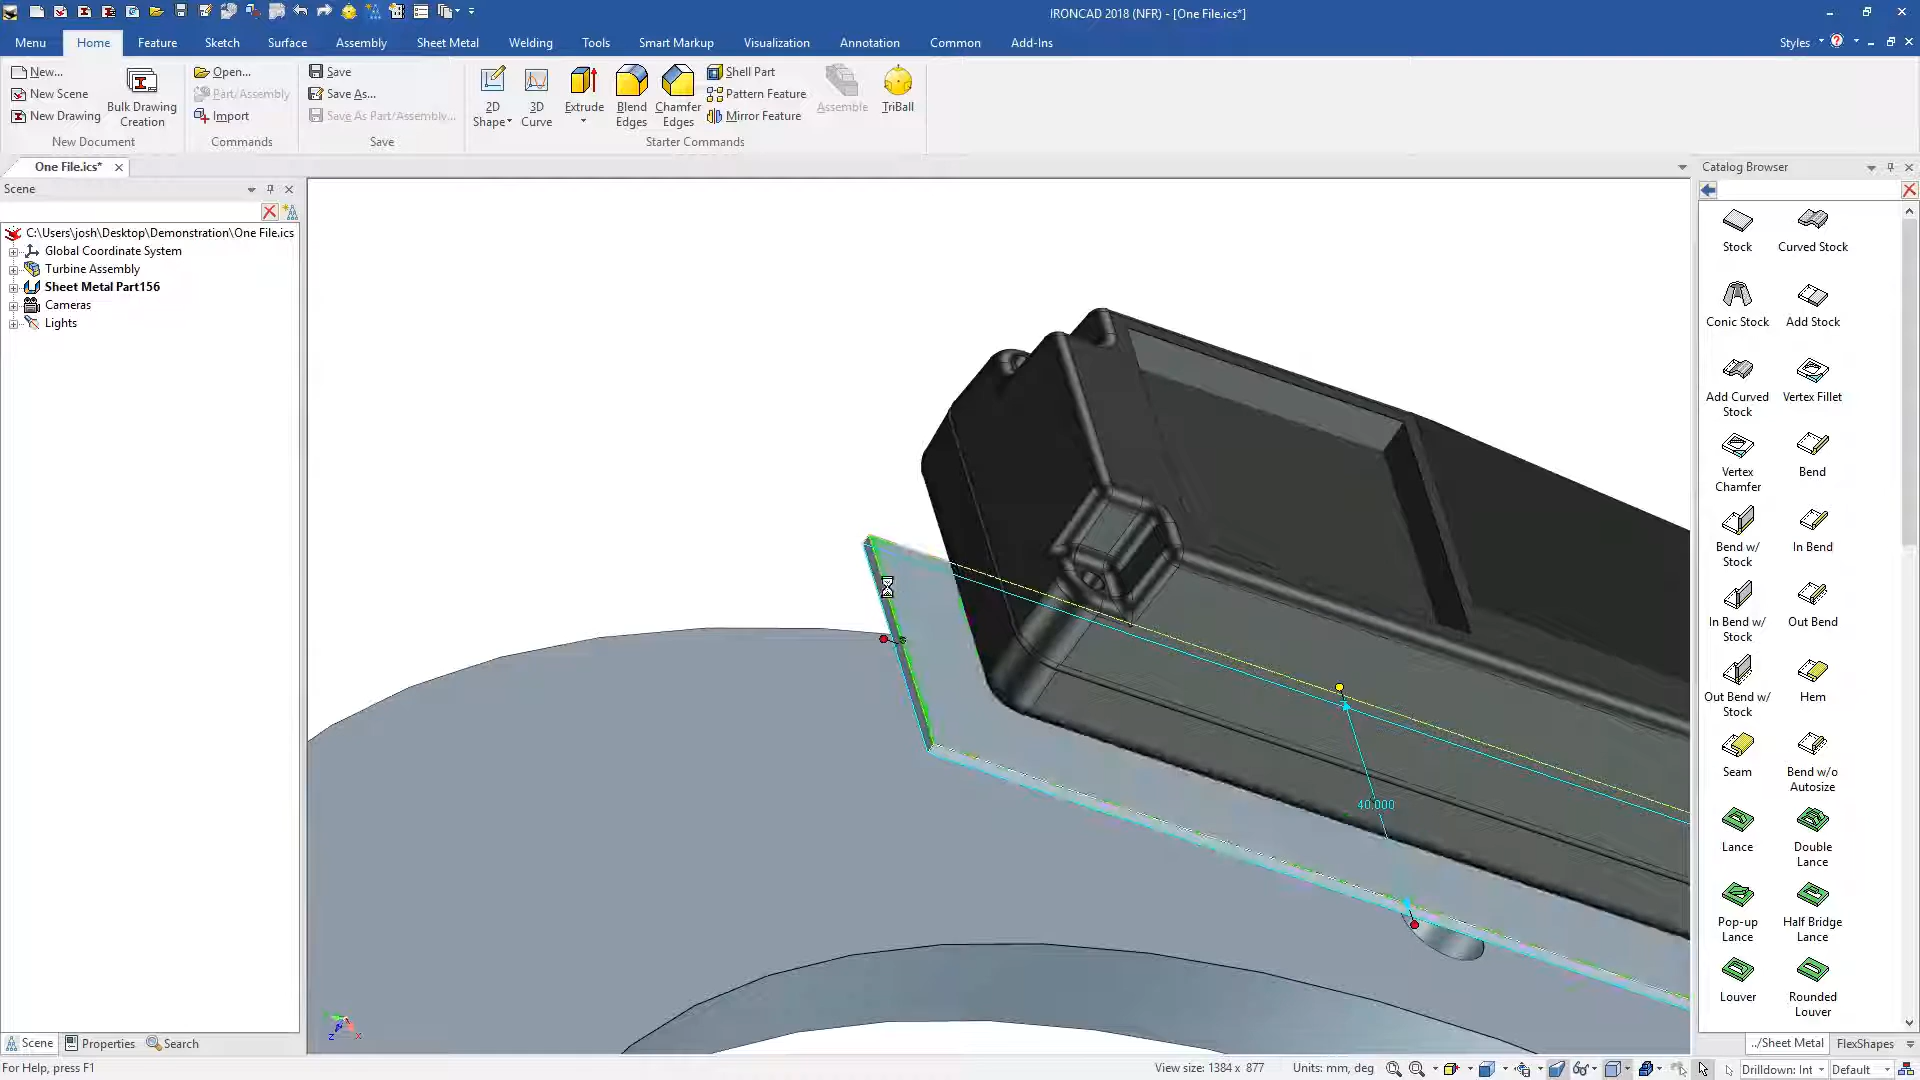 IRONCAD 2018 (NFR) - [One File.ics*]
Menu Home Feature Sketch Surface Assembly Sheet Metal Welding Tools Smart Markup Visualization Annotation Common Add-Ins Styles
New... Open... Save
New Scene Part/Assembly Save As...
New Drawing Import Save As Part/Assembly...
Bulk Drawing
Creation
2D
Shape
3D
Curve
Extrude
Blend
Edges
Chamfer
Edges
Shell Part
Pattern Feature
Mirror Feature
Assemble
TriBall
New Document Commands Save Starter Commands
One File.ics*
Catalog Browser
Scene
C:\Users\josh\Desktop\Demonstration\One File.ics
Global Coordinate System
Turbine Assembly
Sheet Metal Part156
Cameras
Lights
40.000
Stock Curved Stock
Conic Stock Add Stock
Add Curved
Stock
Vertex Fillet
Vertex
Chamfer
Bend
Bend w/
Stock
In Bend
In Bend w/
Stock
Out Bend
Out Bend w/
Stock
Hem
Seam
Bend w/o
Autosize
Lance
Double
Lance
Pop-up
Lance
Half Bridge
Lance
Louver
Rounded
Louver
Scene Properties Search
../Sheet Metal FlexShapes
For Help, press F1
View size: 1384 x 877
Units: mm, deg
Drilldown: Int
Default